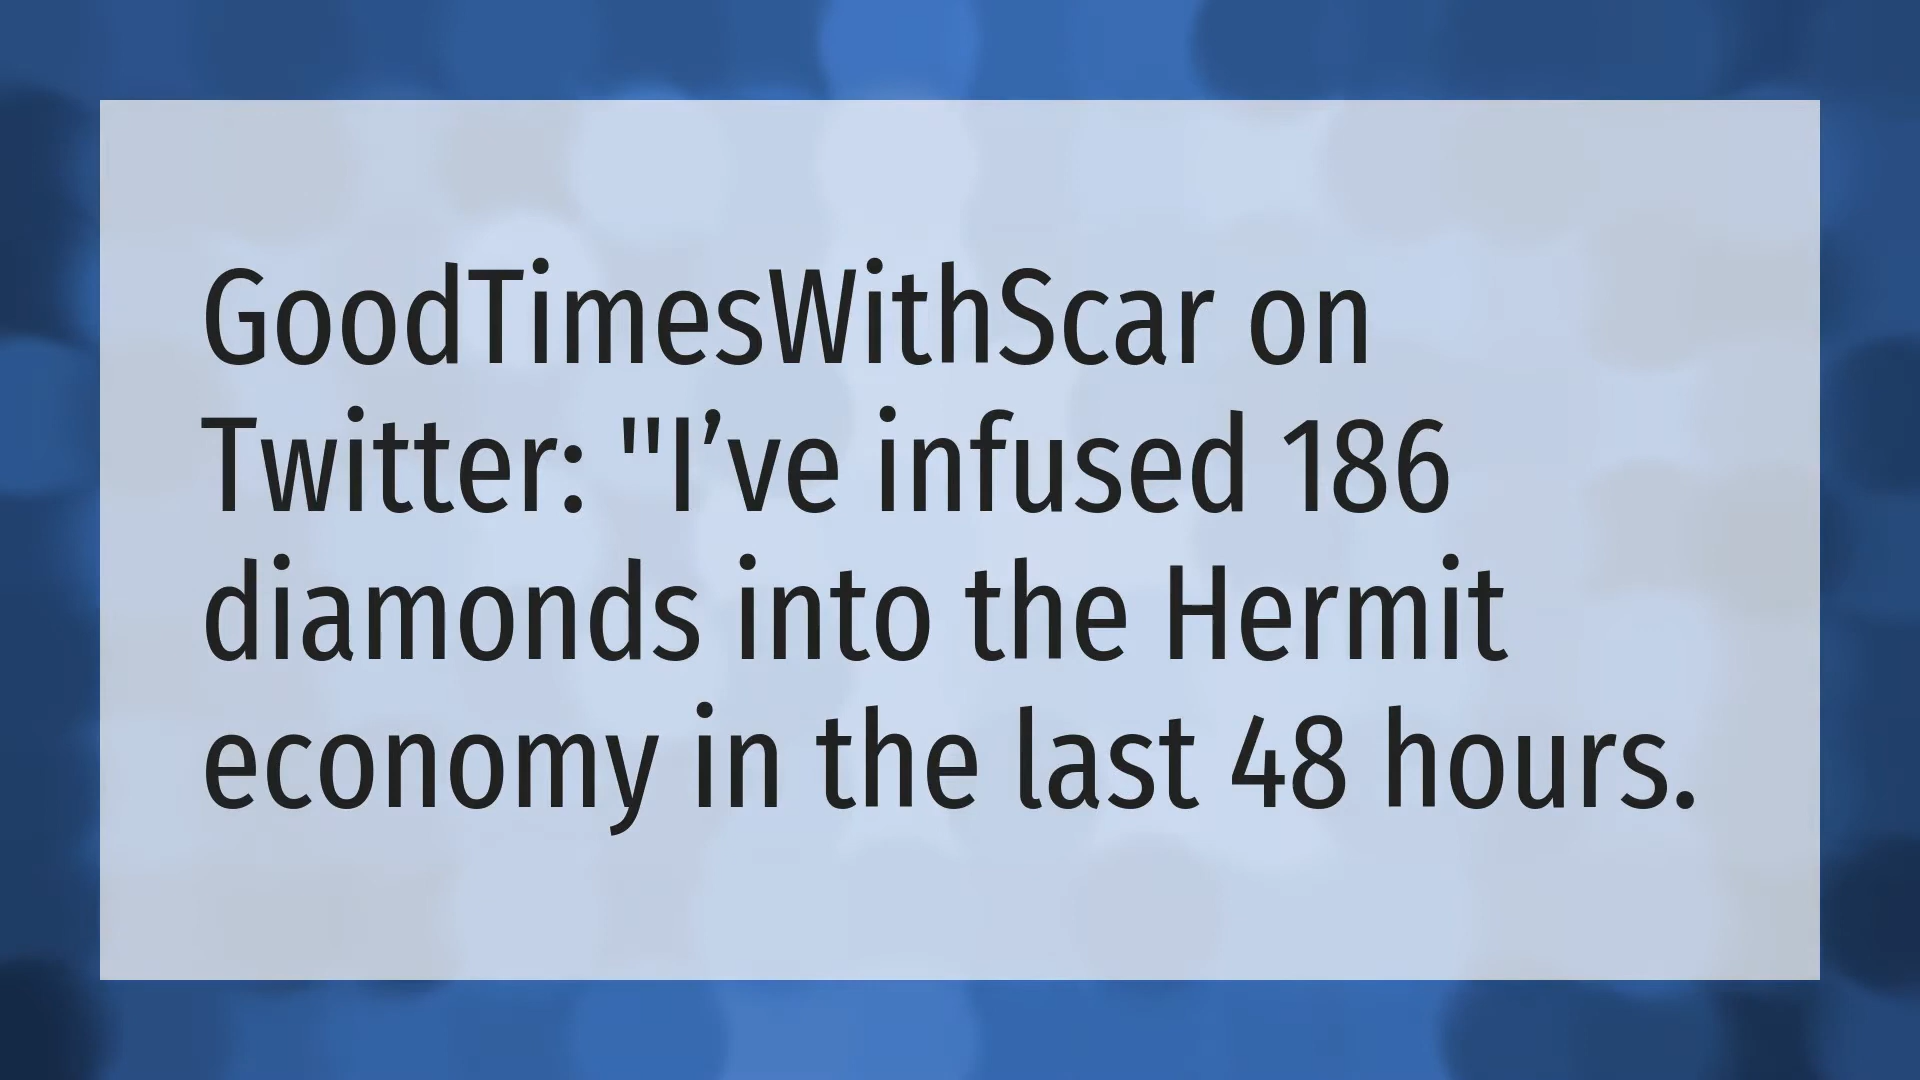 GoodTimesWithScar on
Twitter: "I’ve infused 186
diamonds into the Hermit
economy in the last 48 hours.